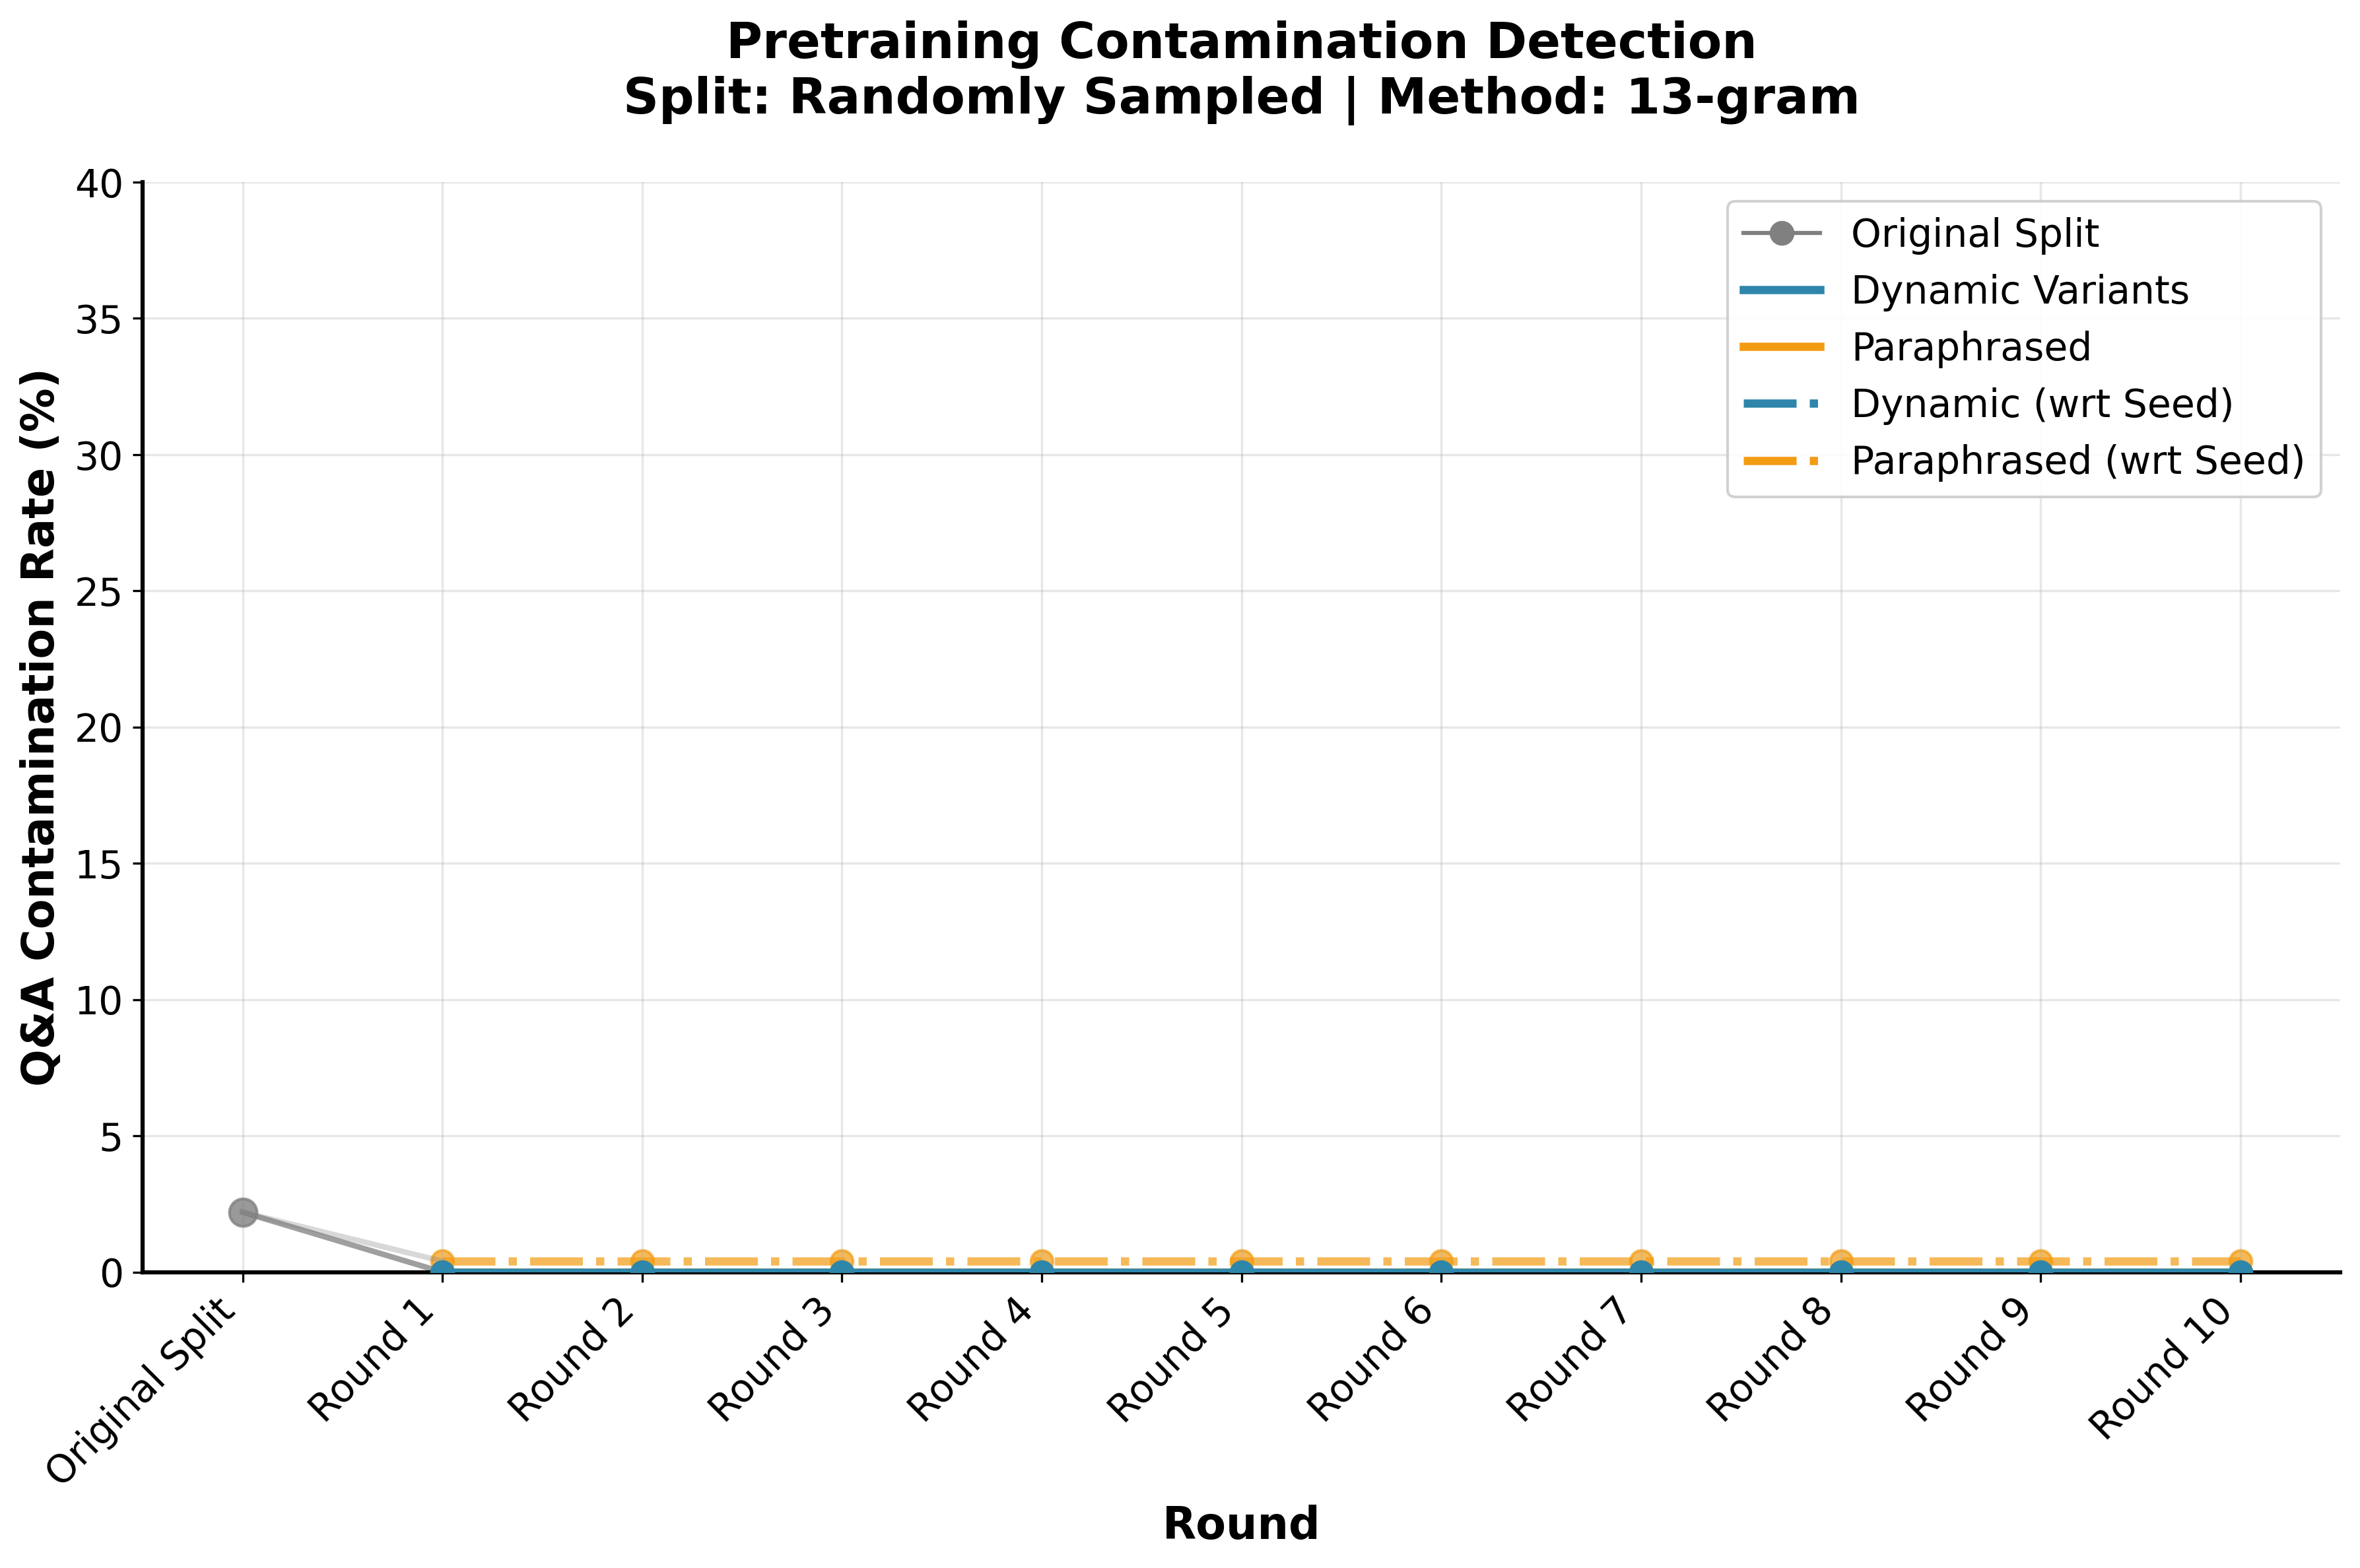 Pretraining Contamination Detection
Split: Randomly Sampled | Method: 13-gram
Q&A Contamination Rate (%)
40
35
30
25
20
15
10
5
0
Original Split
Dynamic Variants
Paraphrased
Dynamic (wrt Seed)
Paraphrased (wrt Seed)
Original Split
Round 1
Round 2
Round 3
Round 4
Round 5
Round 6
Round 7
Round 8
Round 9
Round 10
Round